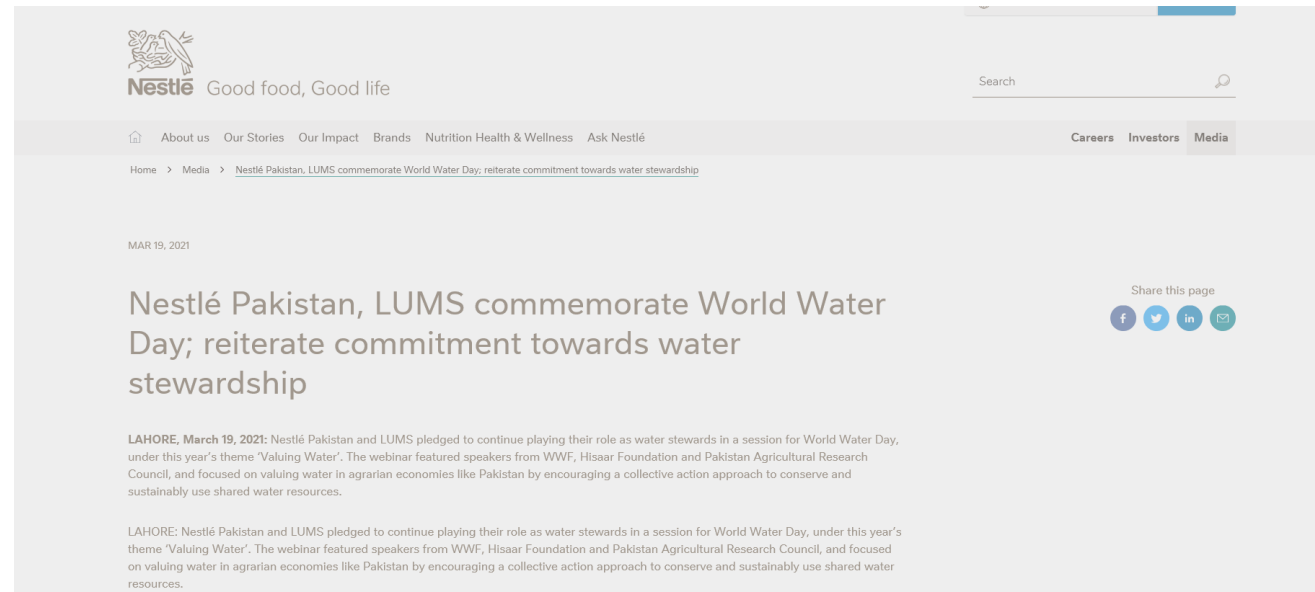 Nestlé Good food, Good life
Search
About us Our Stories Our Impact Brands Nutrition Health & Wellness Ask Nestlé
Careers Investors Media
Home > Media > Nestlé Pakistan, LUMS commemorate World Water Day; reiterate commitment towards water stewardship
MAR 19, 2021
Nestlé Pakistan, LUMS commemorate World Water
Day; reiterate commitment towards water
stewardship
Share this page
LAHORE, March 19, 2021: Nestlé Pakistan and LUMS pledged to continue playing their role as water stewards in a session for World Water Day,
under this year’s theme ‘Valuing Water’. The webinar featured speakers from WWF, Hisaar Foundation and Pakistan Agricultural Research
Council, and focused on valuing water in agrarian economies like Pakistan by encouraging a collective action approach to conserve and
sustainably use shared water resources.
LAHORE: Nestlé Pakistan and LUMS pledged to continue playing their role as water stewards in a session for World Water Day, under this year’s
theme ‘Valuing Water’. The webinar featured speakers from WWF, Hisaar Foundation and Pakistan Agricultural Research Council, and focused
on valuing water in agrarian economies like Pakistan by encouraging a collective action approach to conserve and sustainably use shared water
resources.